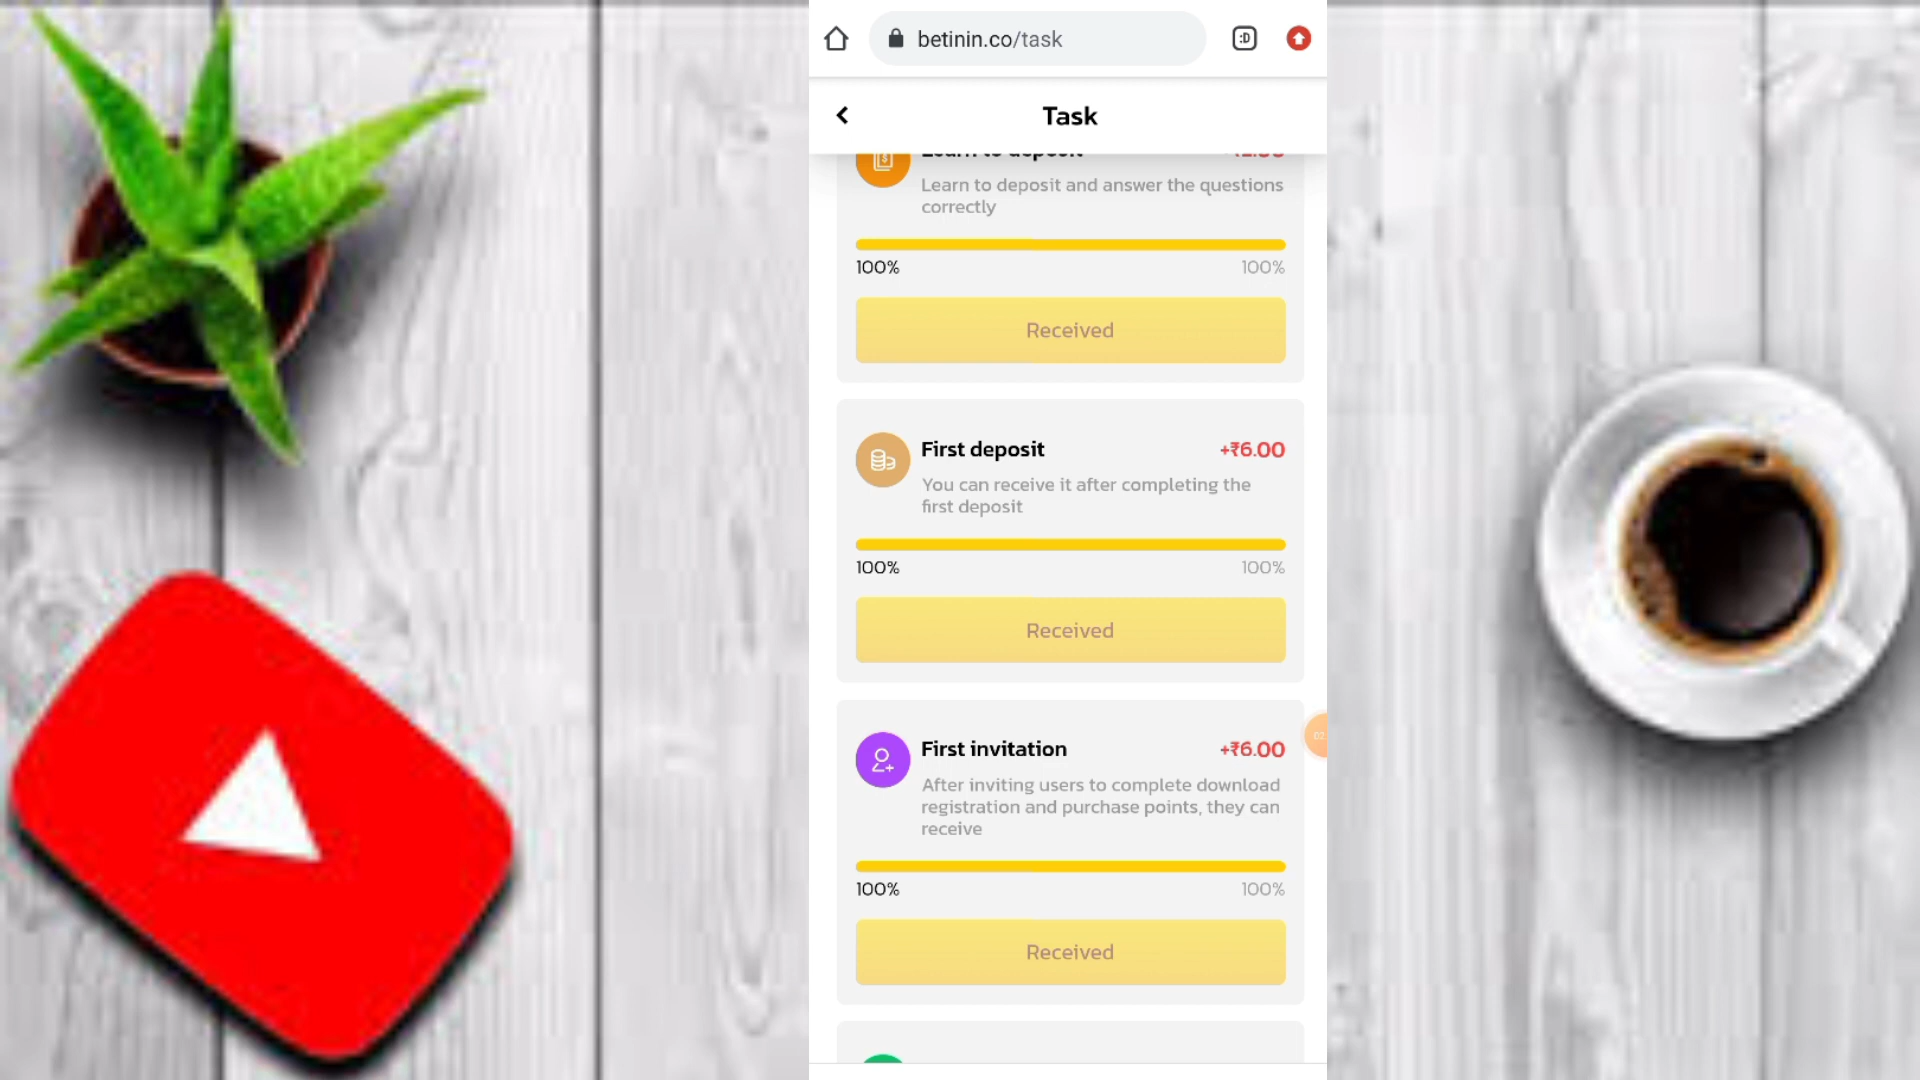 betinin.co/task
:D
Task
Learn to deposit and answer the questions
correctly
100% 100%
Received
First deposit +₹6.00
You can receive it after completing the
first deposit
100% 100%
Received
First invitation +₹6.00
After inviting users to complete download
registration and purchase points, they can
receive
100% 100%
Received